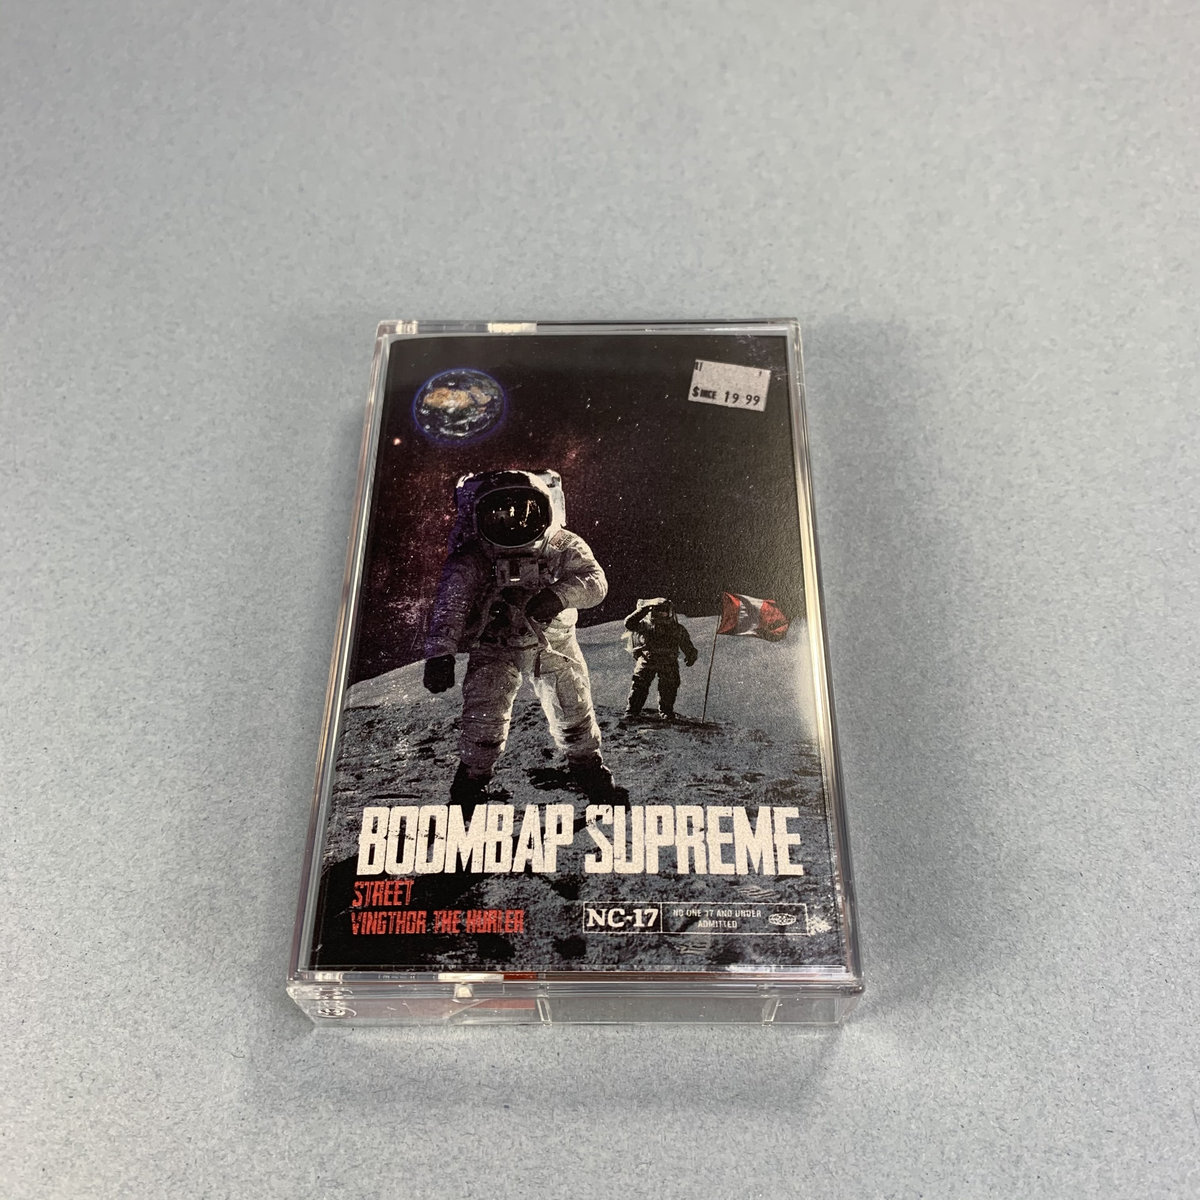 $INCE 19 99
BOOMBAP SUPREME
STREET
VINGTHOR THE HURLER
NC-17
NO ONE 17 AND UNDER
ADMITTED